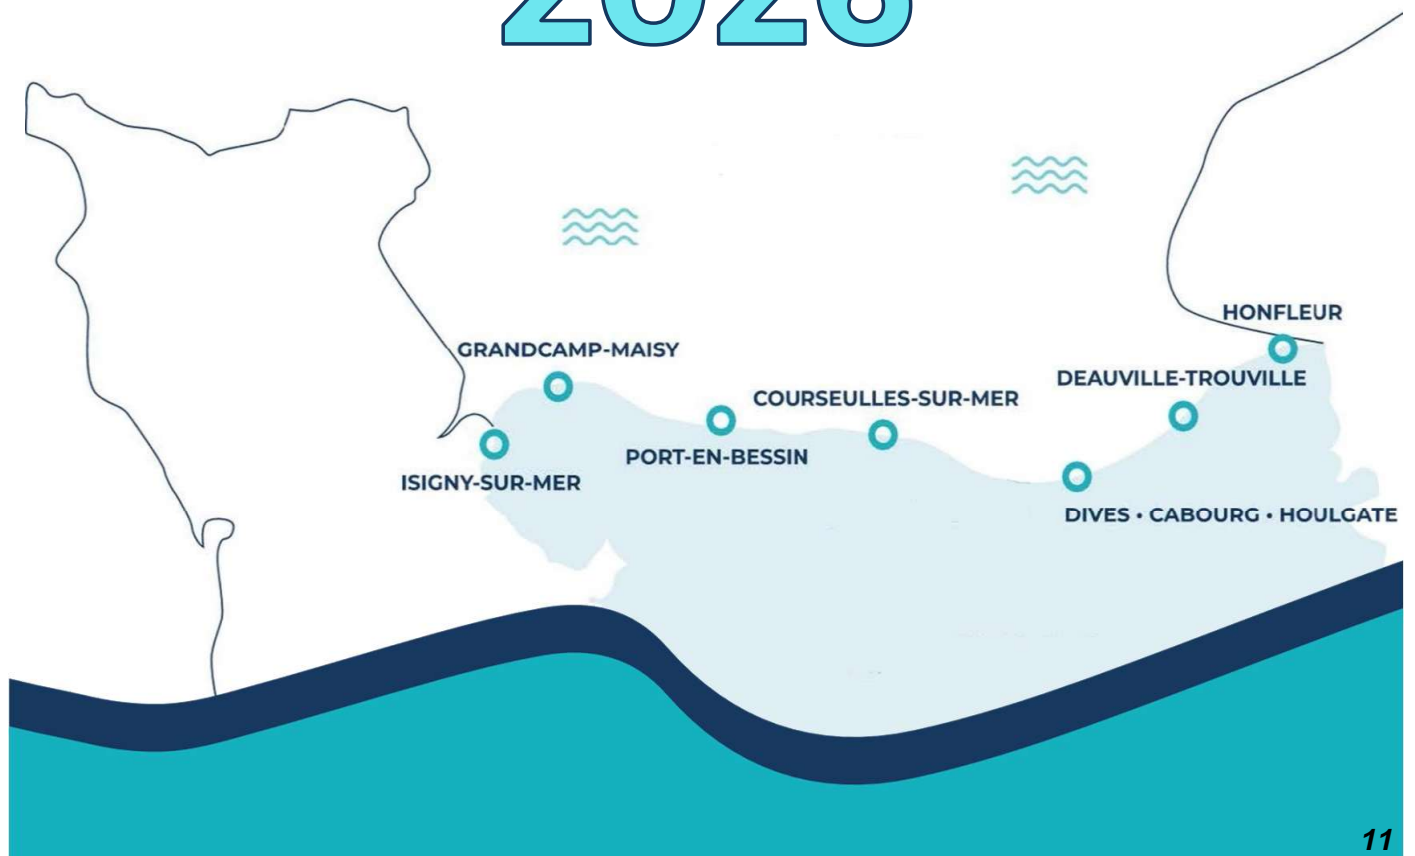 2026
HONFLEUR
GRANDCAMP-MAISY
DEAUVILLE-TROUVILLE
COURSEULLES-SUR-MER
PORT-EN-BESSIN
ISIGNY-SUR-MER
DIVES • CABOURG • HOULGATE
11